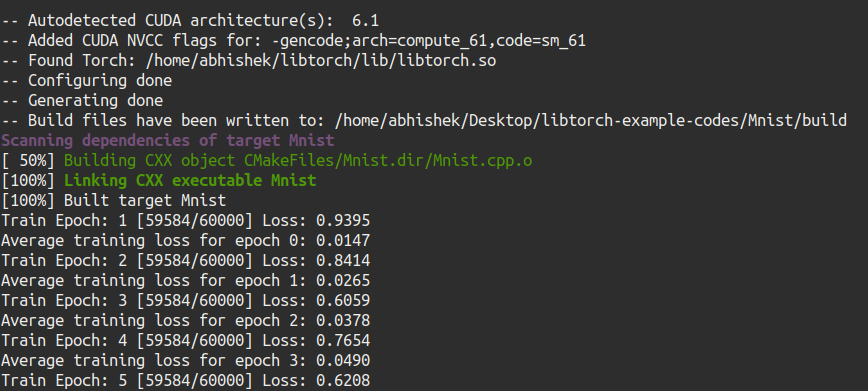 -- Autodetected CUDA architecture(s):  6.1
-- Added CUDA NVCC flags for: -gencode;arch=compute_61,code=sm_61
-- Found Torch: /home/abhishek/libtorch/lib/libtorch.so
-- Configuring done
-- Generating done
-- Build files have been written to: /home/abhishek/Desktop/libtorch-example-codes/Mnist/build
Scanning dependencies of target Mnist
[ 50%] Building CXX object CMakeFiles/Mnist.dir/Mnist.cpp.o
[100%] Linking CXX executable Mnist
[100%] Built target Mnist
Train Epoch: 1 [59584/60000] Loss: 0.9395
Average training loss for epoch 0: 0.0147
Train Epoch: 2 [59584/60000] Loss: 0.8414
Average training loss for epoch 1: 0.0265
Train Epoch: 3 [59584/60000] Loss: 0.6059
Average training loss for epoch 2: 0.0378
Train Epoch: 4 [59584/60000] Loss: 0.7654
Average training loss for epoch 3: 0.0490
Train Epoch: 5 [59584/60000] Loss: 0.6208